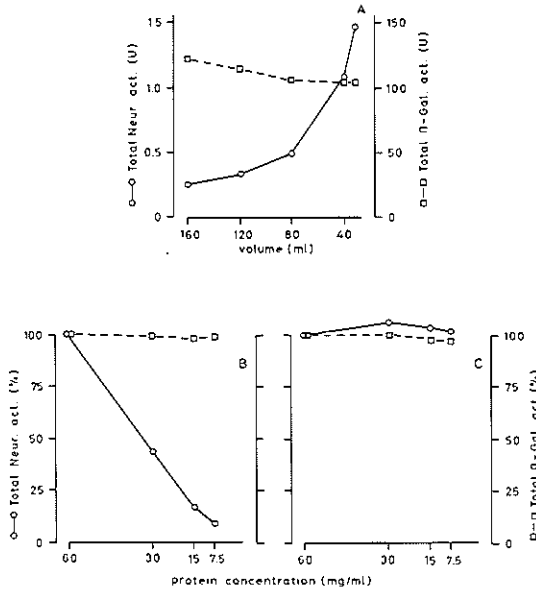 A
○—○ Total Neur. act. (U)
1.5
1.0
0.5
0
150
100
50
0
□--□ Total β-Gal. act. (U)
160 120 80 40
volume (ml)
B
○—○ Total Neur. act. (%)
100
75
50
25
0
60 30 15 7.5
C
100
75
50
25
0
□--□ Total β-Gal. act. (%)
60 30 15 7.5
protein concentration (mg/ml)